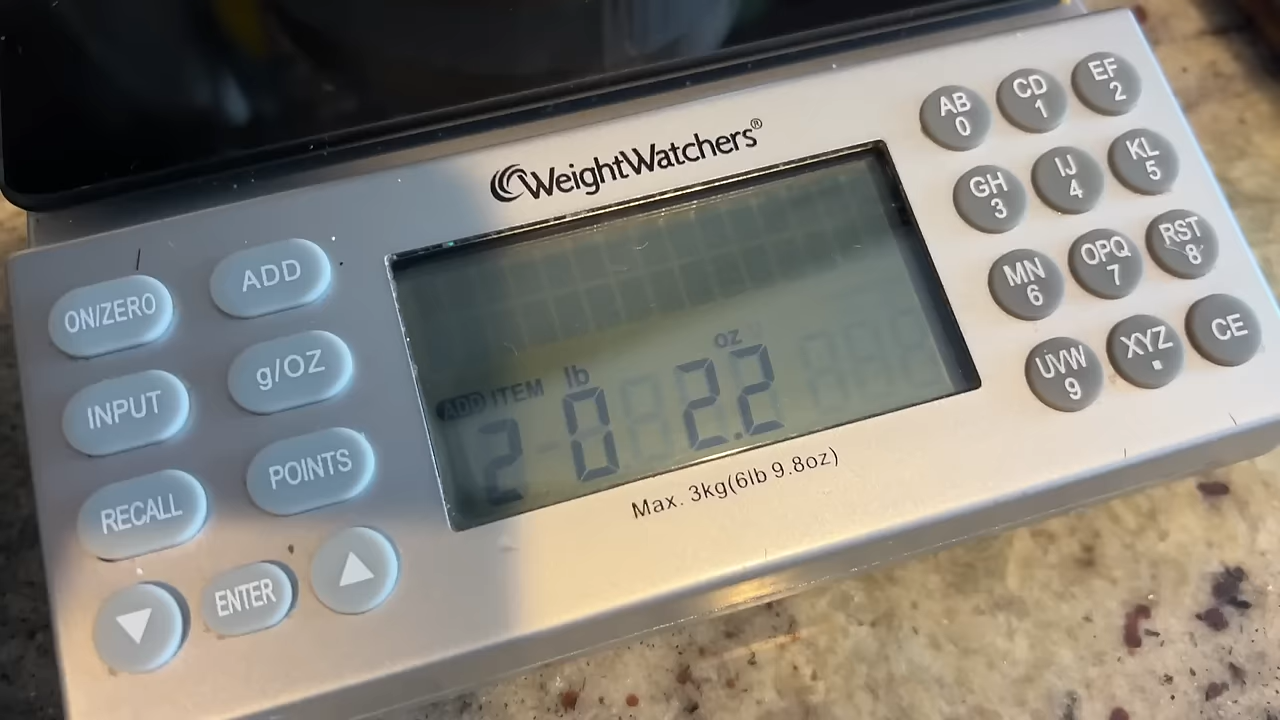 WeightWatchers®
ON/ZERO
ADD
INPUT
g/OZ
RECALL
POINTS
ENTER
ADD ITEM lb oz
2-0 2.2
Max. 3kg(6lb 9.8oz)
AB 0
CD 1
EF 2
GH 3
IJ 4
KL 5
MN 6
OPQ 7
RST 8
UVW 9
XYZ .
CE